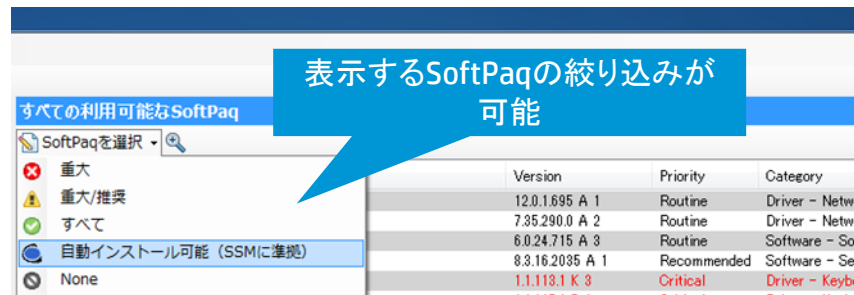 表示するSoftPaqの絞り込みが
可能
すべての利用可能なSoftPaq
SoftPaqを選択
重大
重大/推奨
すべて
自動インストール可能（SSMに準拠）
None
Version Priority Category
12.0.1.695 A 1 Routine Driver - Netw
7.35.290.0 A 2 Routine Driver - Netw
6.0.24.715 A 3 Routine Software - So
8.3.16.2035 A 1 Recommended Software - Se
1.1.113.1 K 3 Critical Driver - Keyb